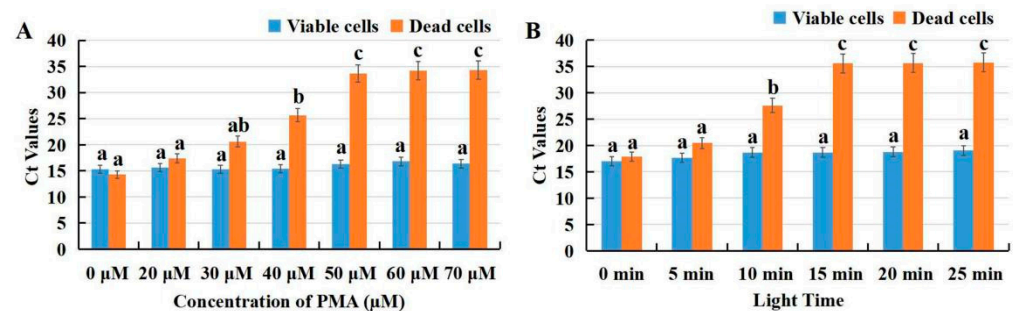 A
Viable cells Dead cells
Ct Values
40
35
30
25
20
15
10
5
0
a a a a ab a a b a c a c a c
0 μM 20 μM 30 μM 40 μM 50 μM 60 μM 70 μM
Concentration of PMA (μM)
B
Viable cells Dead cells
Ct Values
40
35
30
25
20
15
10
5
0
a a a a a b a c a c a c
0 min 5 min 10 min 15 min 20 min 25 min
Light Time